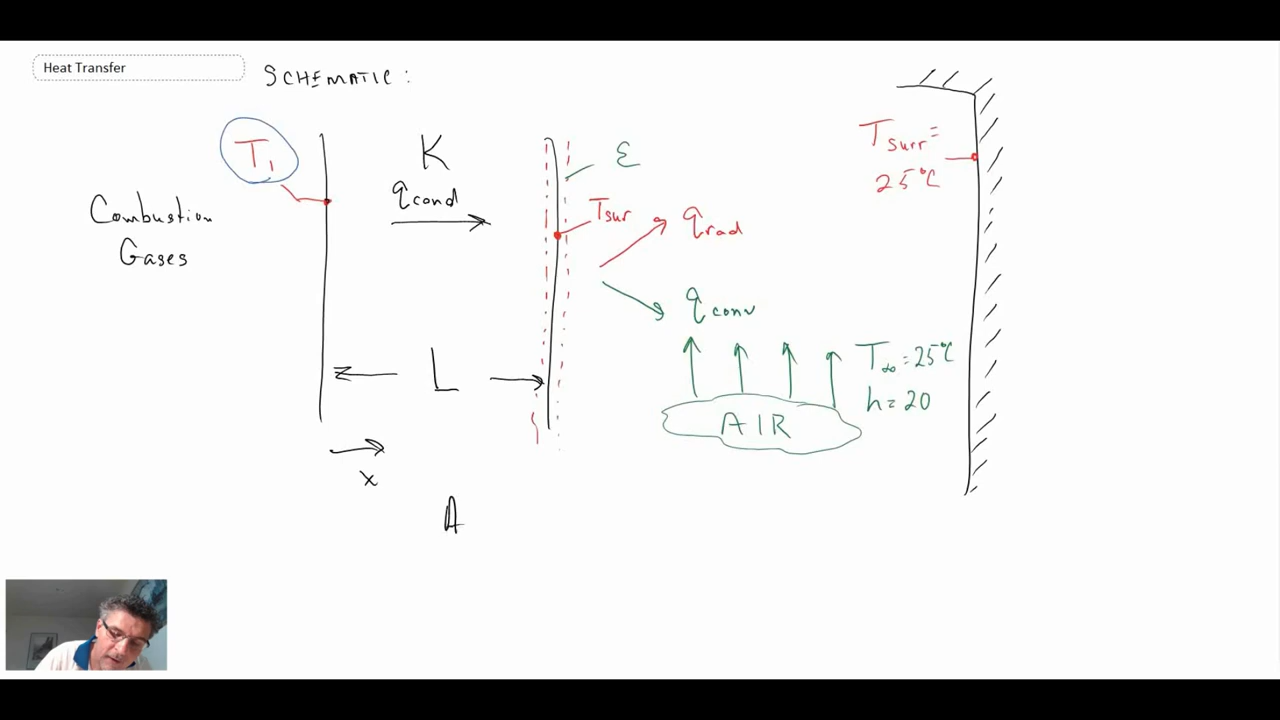 Heat Transfer
SCHEMATIC:
T₁
K
ε
Tsurr =
25°C
qcond
Combustion
Gases
Tsur
qrad
qconv
L
T∞ = 25°C
h = 20
AIR
x
A